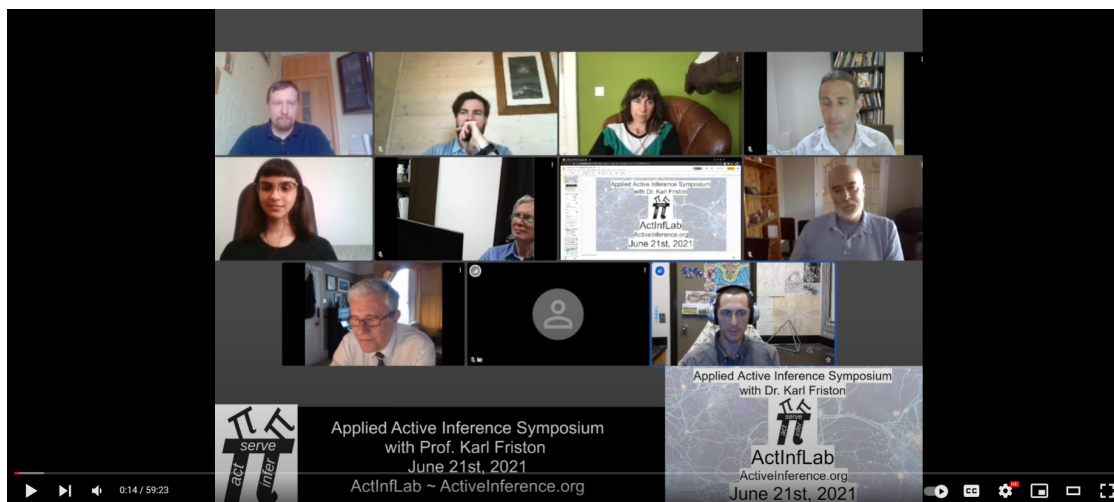 Applied Active Inference Symposium
with Dr. Karl Friston
ActInfLab
ActiveInference.org
June 21st, 2021
serve
act
infer
Applied Active Inference Symposium
with Prof. Karl Friston
June 21st, 2021
ActInfLab ~ ActiveInference.org
Applied Active Inference Symposium
with Dr. Karl Friston
serve
act
infer
ActInfLab
ActiveInference.org
June 21st, 2021
0:14 / 59:23
CC
HD